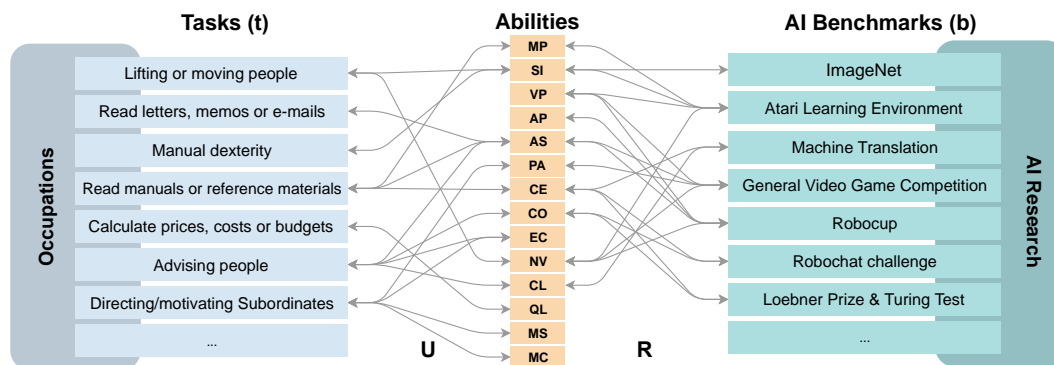 Tasks (t)
Abilities
AI Benchmarks (b)
Occupations
Lifting or moving people
Read letters, memos or e-mails
Manual dexterity
Read manuals or reference materials
Calculate prices, costs or budgets
Advising people
Directing/motivating Subordinates
...
U
MP
SI
VP
AP
AS
PA
CE
CO
EC
NV
CL
QL
MS
MC
R
ImageNet
Atari Learning Environment
Machine Translation
General Video Game Competition
Robocup
Robochat challenge
Loebner Prize & Turing Test
...
AI Research